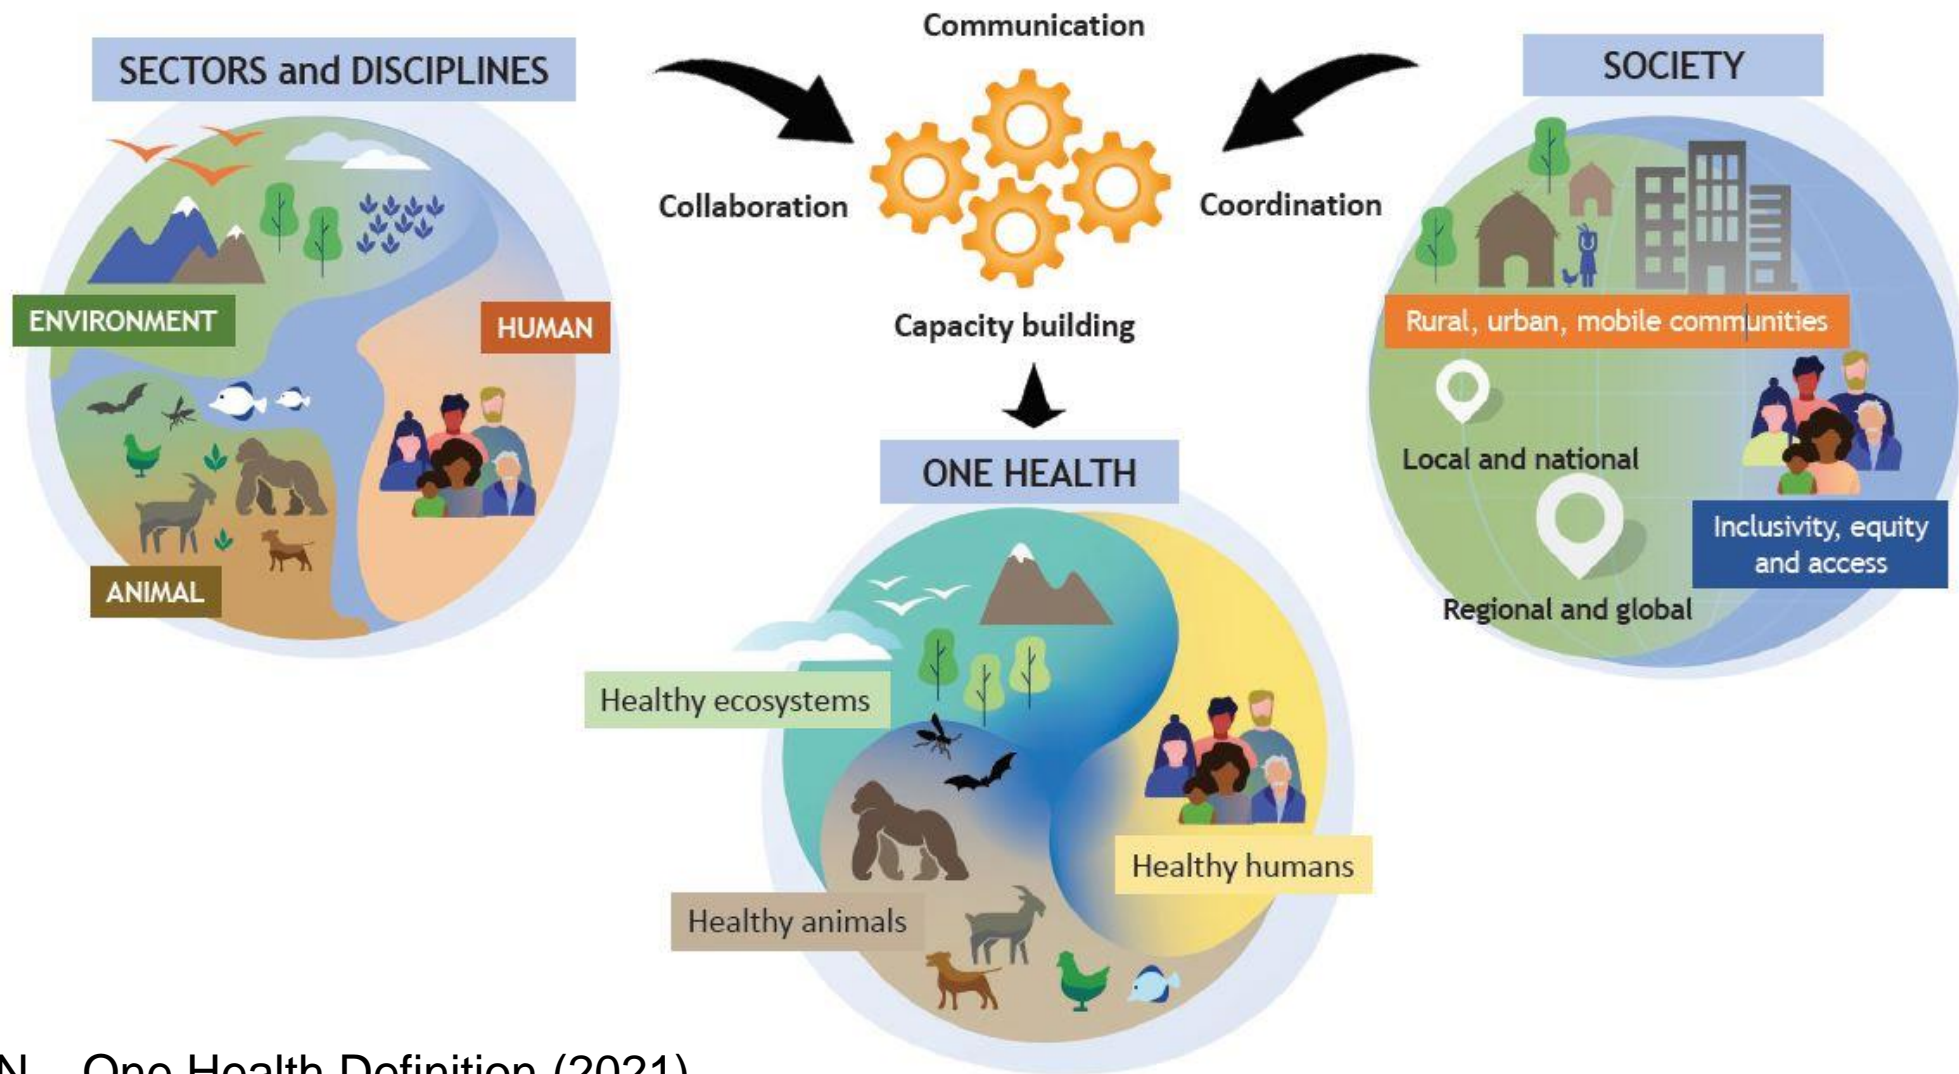 Communication
SECTORS and DISCIPLINES
SOCIETY
Collaboration
Coordination
Capacity building
ENVIRONMENT
HUMAN
ANIMAL
Rural, urban, mobile communities
Local and national
Regional and global
Inclusivity, equity
and access
ONE HEALTH
Healthy ecosystems
Healthy humans
Healthy animals
One Health Definition (2021)